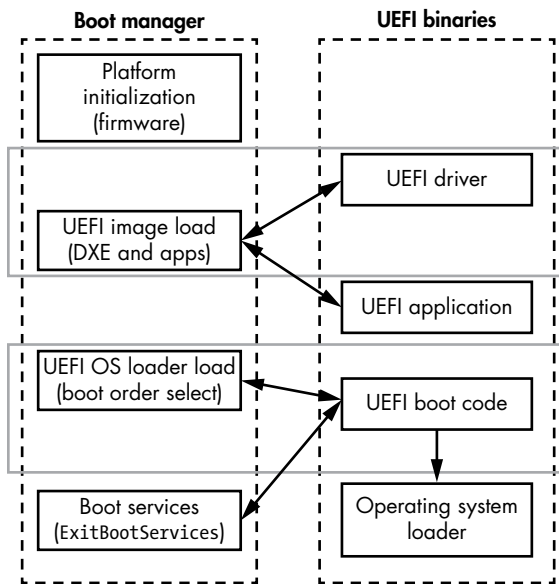 Boot manager
UEFI binaries
Platform
initialization
(firmware)
UEFI driver
UEFI image load
(DXE and apps)
UEFI application
UEFI OS loader load
(boot order select)
UEFI boot code
Boot services
(ExitBootServices)
Operating system
loader